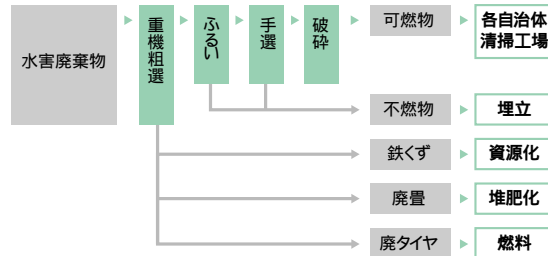 水害廃棄物
重機粗選
ふるい
手選
破砕
可燃物
各自治体
清掃工場
不燃物
埋立
鉄くず
資源化
廃畳
堆肥化
廃タイヤ
燃料